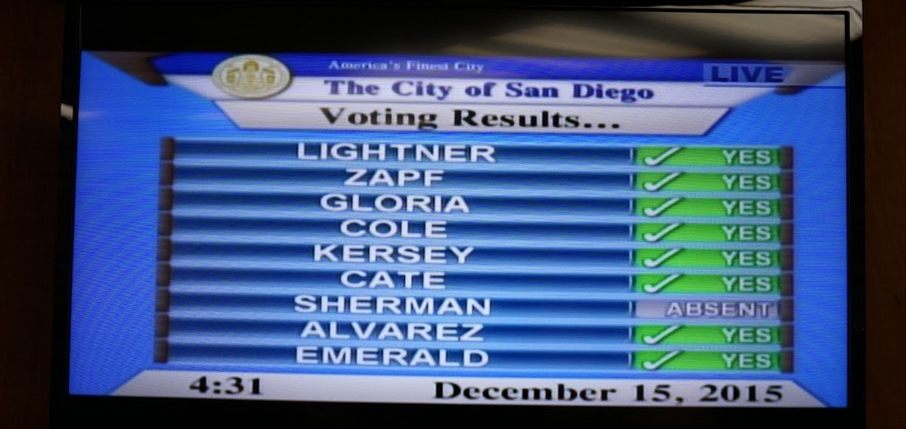 America's Finest City
LIVE
The City of San Diego
Voting Results...
LIGHTNER YES
ZAPF YES
GLORIA YES
COLE YES
KERSEY YES
CATE YES
SHERMAN ABSENT
ALVAREZ YES
EMERALD YES
4:31 December 15, 2015